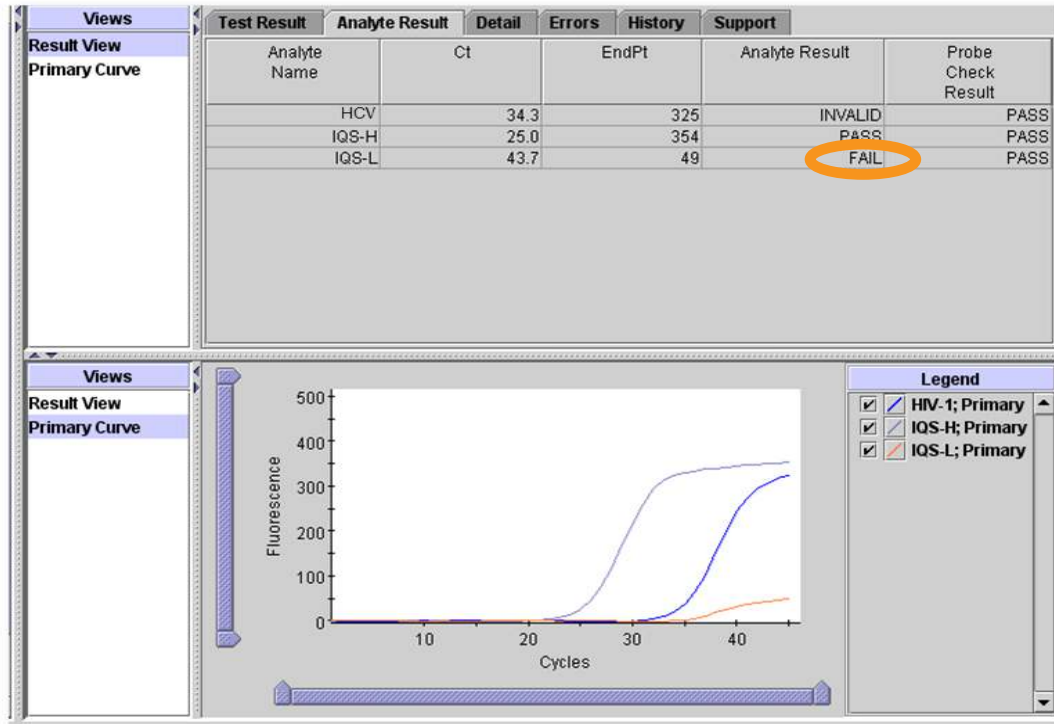 Views
Result View
Primary Curve
Test Result Analyte Result Detail Errors History Support
Analyte Name Ct EndPt Analyte Result Probe Check Result
HCV 34.3 325 INVALID PASS
IQS-H 25.0 354 PASS PASS
IQS-L 43.7 49 FAIL PASS
Views
Result View
Primary Curve
500
400
300
200
100
0
Fluorescence
10 20 30 40
Cycles
Legend
HIV-1; Primary
IQS-H; Primary
IQS-L; Primary